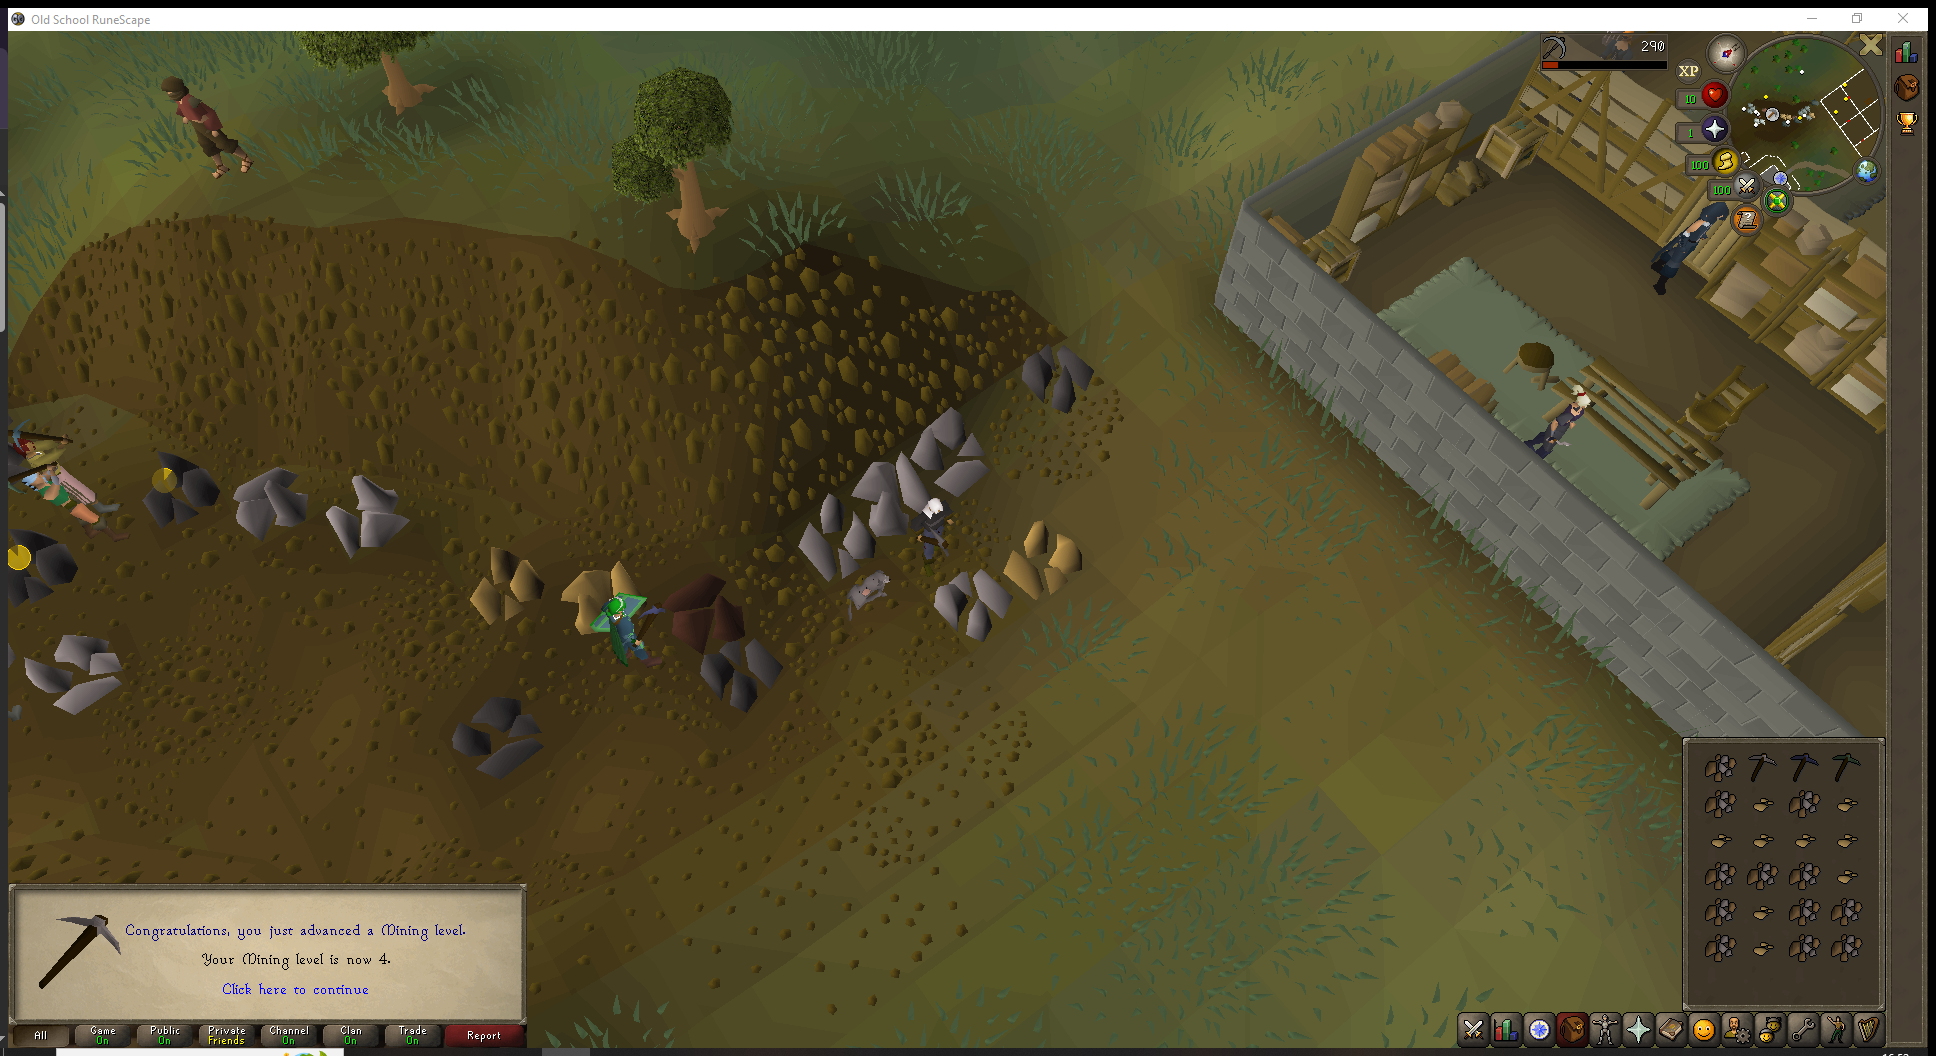 Old School RuneScape
290
XP
10
1
100
100
Congratulations, you just advanced a Mining level.
Your Mining level is now 4.
Click here to continue
All
Game
On
Public
On
Private
Friends
Channel
On
Clan
On
Trade
On
Report